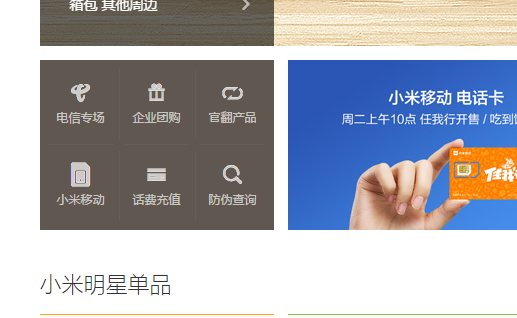 箱包 其他周边
电信专场 企业团购 官翻产品
小米移动 话费充值 防伪查询
小米移动 电话卡
周二上午10点 任我行开售 / 吃到
任我
小米明星单品